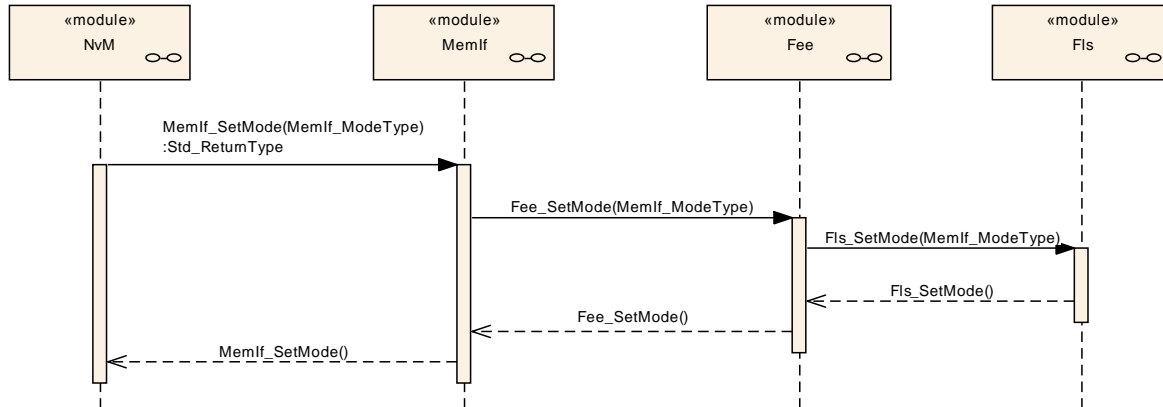 «module»
NvM
«module»
MemIf
«module»
Fee
«module»
Fls
MemIf_SetMode(MemIf_ModeType)
:Std_ReturnType
Fee_SetMode(MemIf_ModeType)
Fls_SetMode(MemIf_ModeType)
Fls_SetMode()
Fee_SetMode()
MemIf_SetMode()